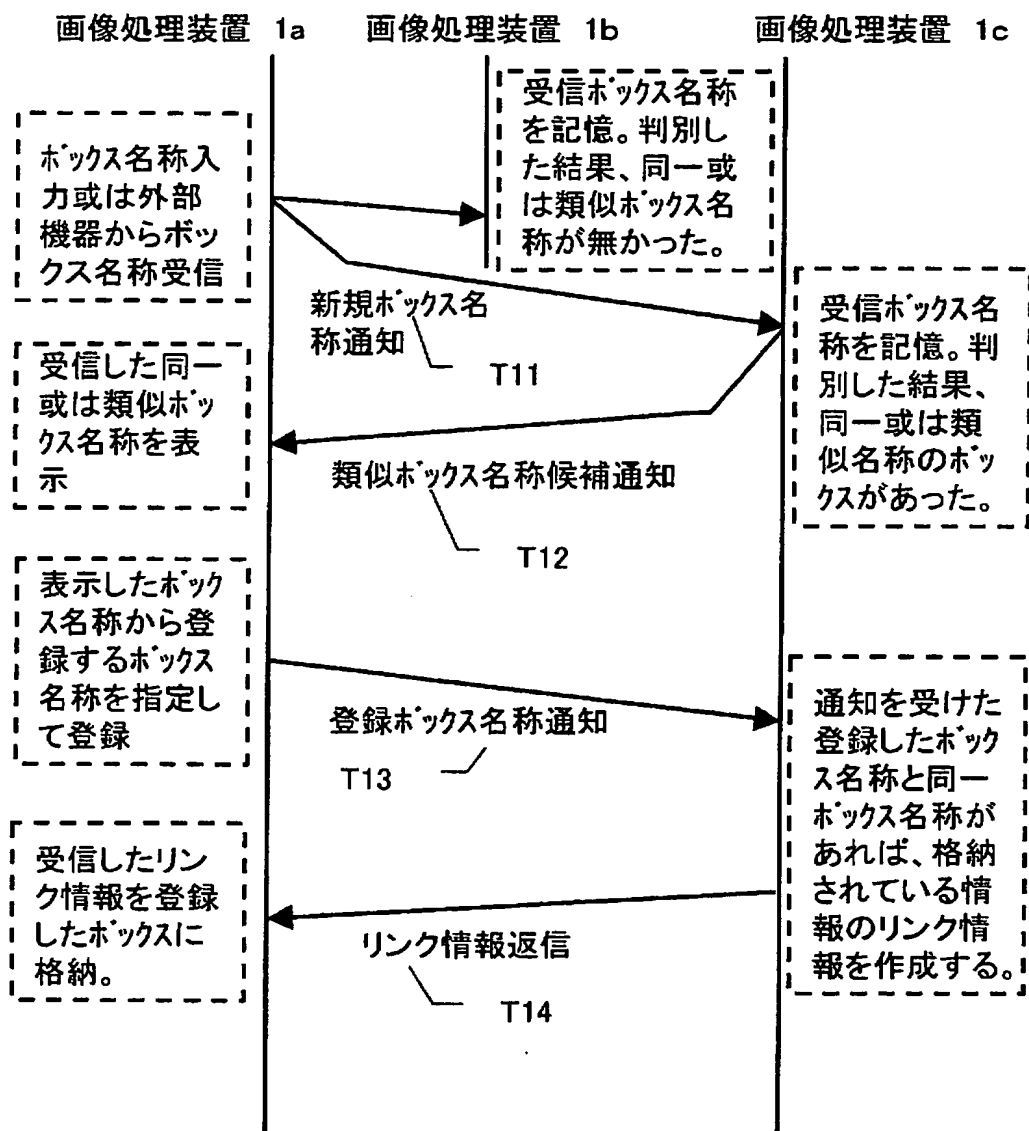 画像処理装置 1a
画像処理装置 1b
画像処理装置 1c
受信ボックス名称
を記憶。判別し
た結果、同一或
は類似ボックス名
称が無かった。
ボックス名称入
力或は外部
機器からボッ
クス名称受信
新規ボックス名
称通知
T11
受信ボックス名
称を記憶。判
別した結果、
同一或は類
似名称のボッ
クスがあった。
受信した同一
或は類似ボッ
クス名称を表
示
類似ボックス名称候補通知
T12
表示したボック
ス名称から登
録するボックス
名称を指定し
て登録
登録ボックス名称通知
T13
通知を受けた
登録したボック
ス名称と同一
ボックス名称が
あれば、格納
されている情
報のリンク情
報を作成する。
受信したリン
ク情報を登録
したボックスに
格納。
リンク情報返信
T14